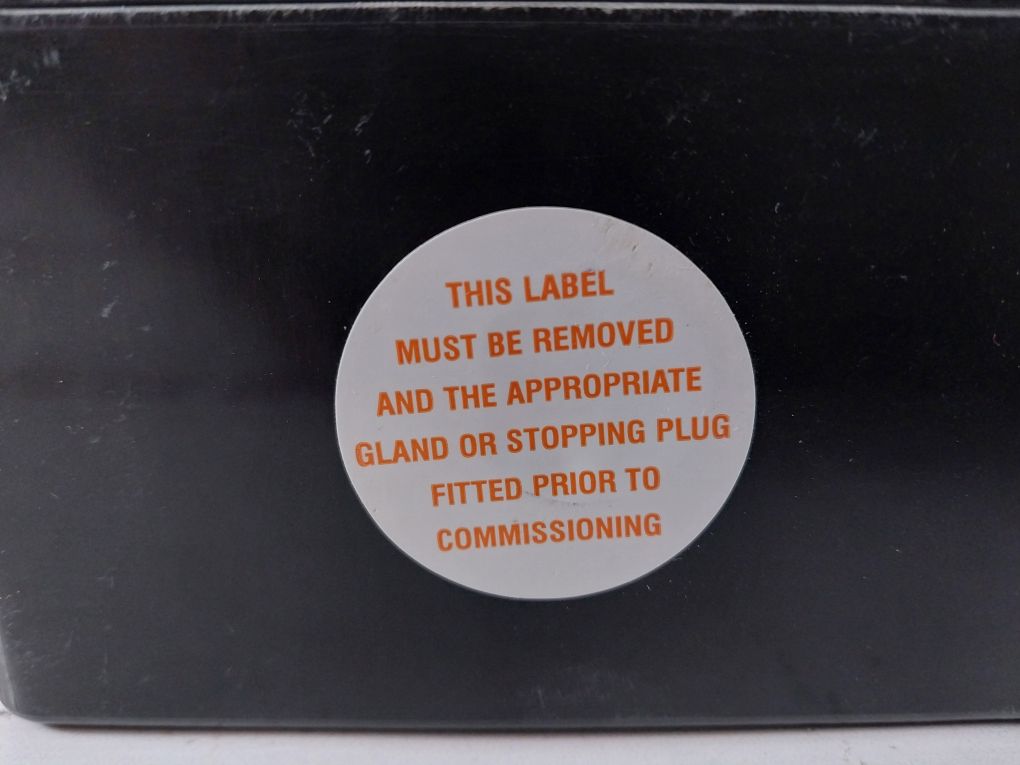 THIS LABEL
MUST BE REMOVED
AND THE APPROPRIATE
GLAND OR STOPPING PLUG
FITTED PRIOR TO
COMMISSIONING